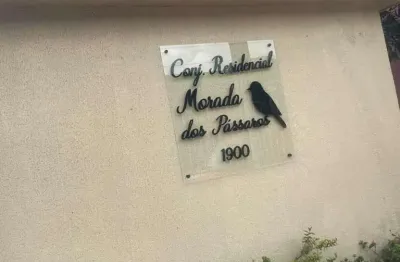 Conj. Residencial
Morada
dos Pássaros
1900